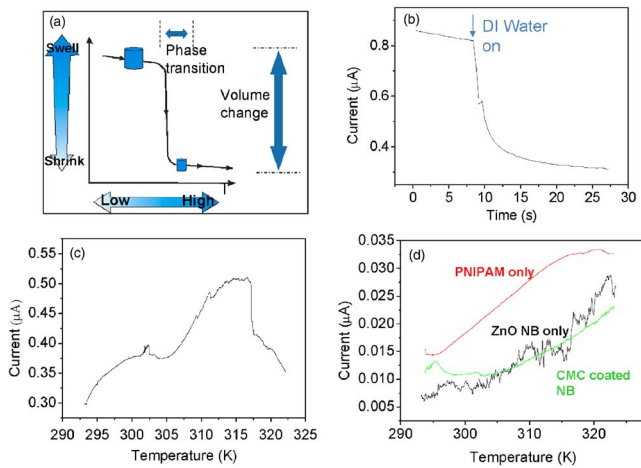 (a)
Swell
Phase
transition
Volume
change
Shrink
Low
High
T
(b)
DI Water
on
0.8
0.6
0.4
Current (μA)
0 5 10 15 20 25 30
Time (s)
(c)
0.55
0.50
0.45
0.40
0.35
0.30
Current (μA)
290 295 300 305 310 315 320 325
Temperature (K)
(d)
PNIPAM only
ZnO NB only
CMC coated
NB
0.035
0.030
0.025
0.020
0.015
0.010
0.005
Current (μA)
290 300 310 320
Temperature (K)